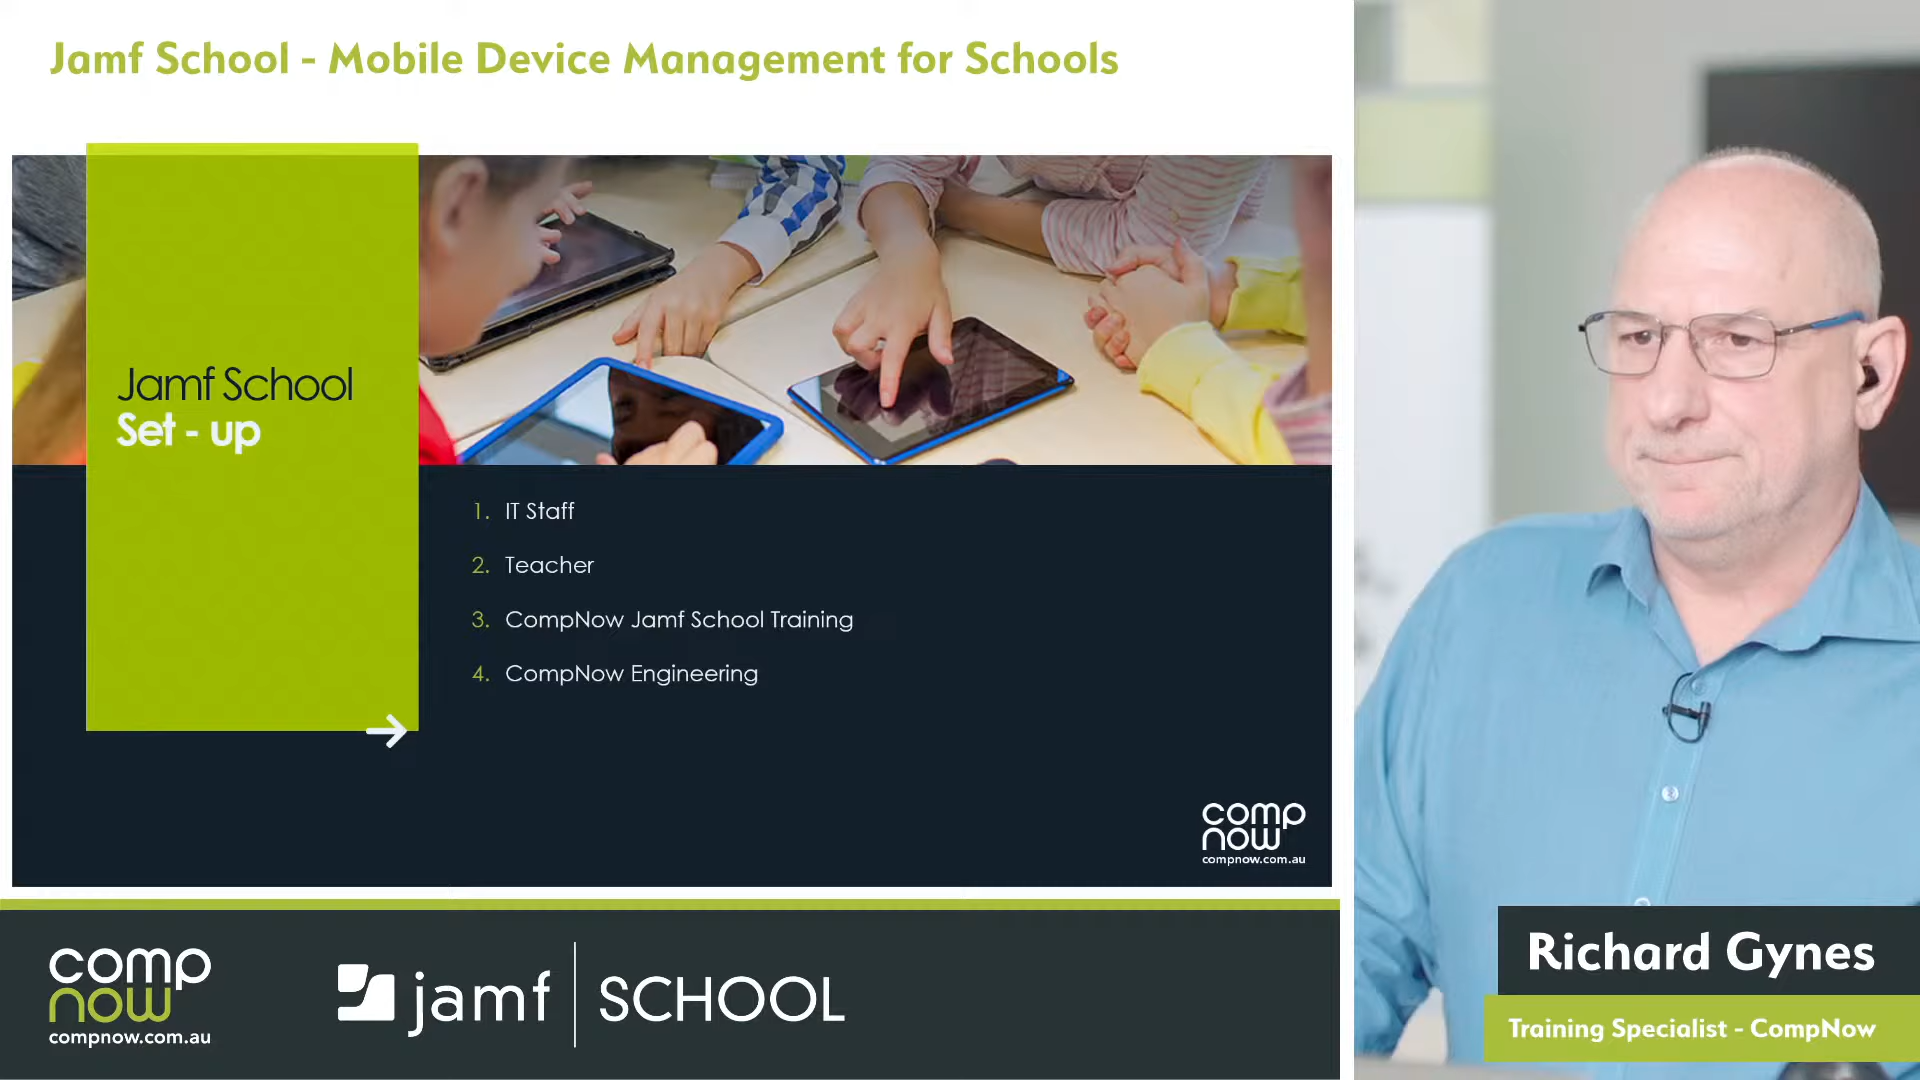 Jamf School - Mobile Device Management for Schools
Jamf School
Set - up
1. IT Staff
2. Teacher
3. CompNow Jamf School Training
4. CompNow Engineering
comp
now
compnow.com.au
comp
now
compnow.com.au
jamf | SCHOOL
Richard Gynes
Training Specialist - CompNow